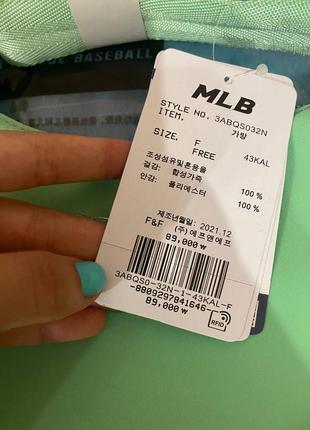 BASEBALL
MLB
STYLE NO. 3ABQS032N
ITEM. 가방
SIZE. F 43KAL
FREE
조성섬유및혼용율
겉감: 합성가죽 100 %
안감: 폴리에스터 100 %
제조년월일: 2021.12
F&F (주) 에프앤에프
89,000₩
3ABQS0-32N-1-43KAL-F
-8809297841646-
89,000₩
RFID